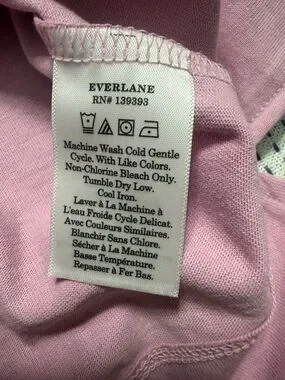 EVERLANE
RN# 139393
Machine Wash Cold Gentle
Cycle. With Like Colors.
Non-Chlorine Bleach Only.
Tumble Dry Low.
Cool Iron.
Laver à La Machine à
L'eau Froide Cycle Delicat.
Avec Couleurs Similaires.
Blanchir Sans Chlore.
Sécher à La Machine
Basse Température.
Repasser à Fer Bas.